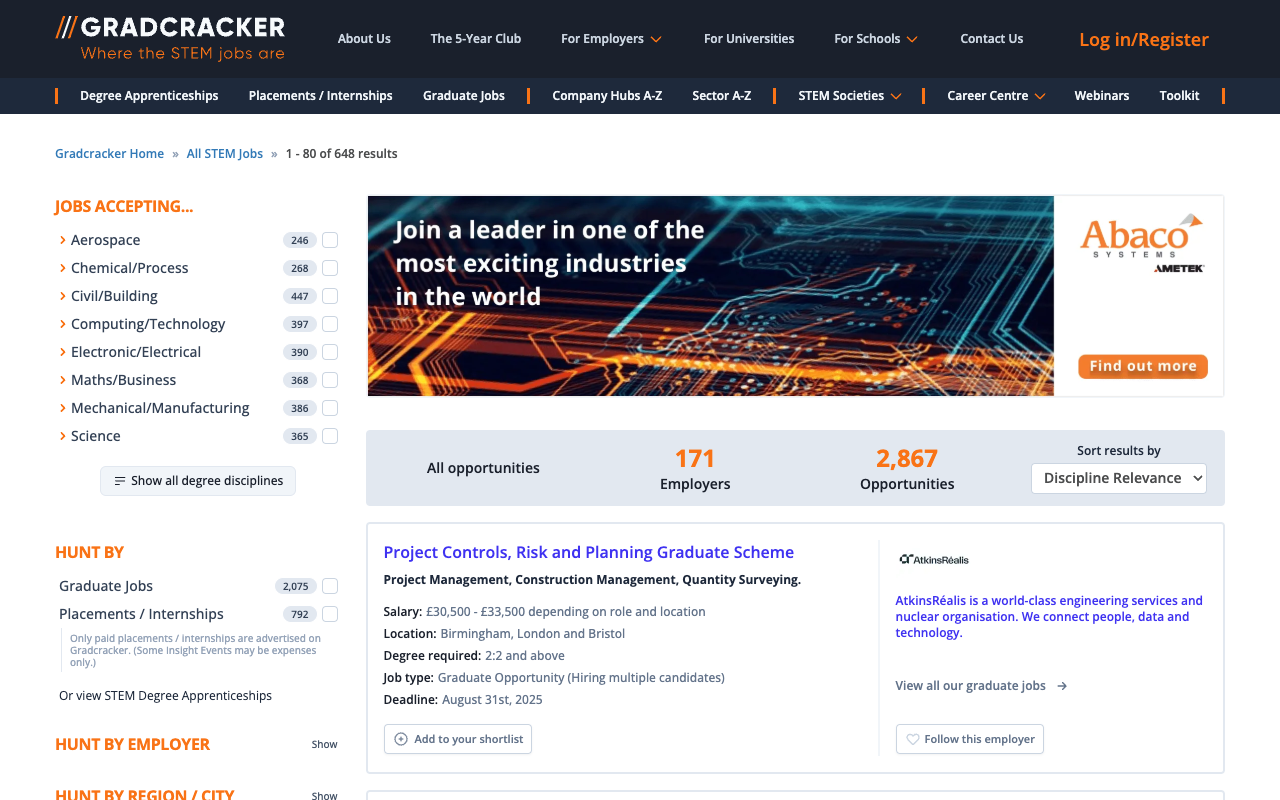 GRADCRACKER
Where the STEM jobs are
About Us
The 5-Year Club
For Employers
For Universities
For Schools
Contact Us
Log in/Register
Degree Apprenticeships
Placements / Internships
Graduate Jobs
Company Hubs A-Z
Sector A-Z
STEM Societies
Career Centre
Webinars
Toolkit
Gradcracker Home » All STEM Jobs » 1 - 80 of 648 results
JOBS ACCEPTING...
Aerospace 246
Chemical/Process 268
Civil/Building 447
Computing/Technology 397
Electronic/Electrical 390
Maths/Business 368
Mechanical/Manufacturing 386
Science 365
Show all degree disciplines
HUNT BY
Graduate Jobs 2,075
Placements / Internships 792
Only paid placements / internships are advertised on
Gradcracker. (Some Insight Events may be expenses
only.)
Or view STEM Degree Apprenticeships
HUNT BY EMPLOYER Show
HUNT BY REGION / CITY Show
Join a leader in one of the
most exciting industries
in the world
Abaco
SYSTEMS
AMETEK
Find out more
All opportunities
171
Employers
2,867
Opportunities
Sort results by
Discipline Relevance
Project Controls, Risk and Planning Graduate Scheme
Project Management, Construction Management, Quantity Surveying.
Salary: £30,500 - £33,500 depending on role and location
Location: Birmingham, London and Bristol
Degree required: 2:2 and above
Job type: Graduate Opportunity (Hiring multiple candidates)
Deadline: August 31st, 2025
Add to your shortlist
AtkinsRéalis
AtkinsRéalis is a world-class engineering services and
nuclear organisation. We connect people, data and
technology.
View all our graduate jobs
Follow this employer